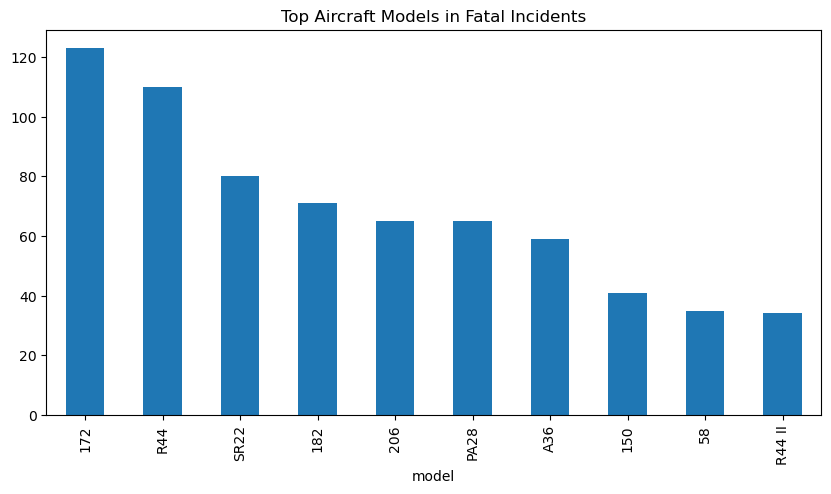 Top Aircraft Models in Fatal Incidents
120
100
80
60
40
20
0
172
R44
SR22
182
206
PA28
A36
150
58
R44 II
model